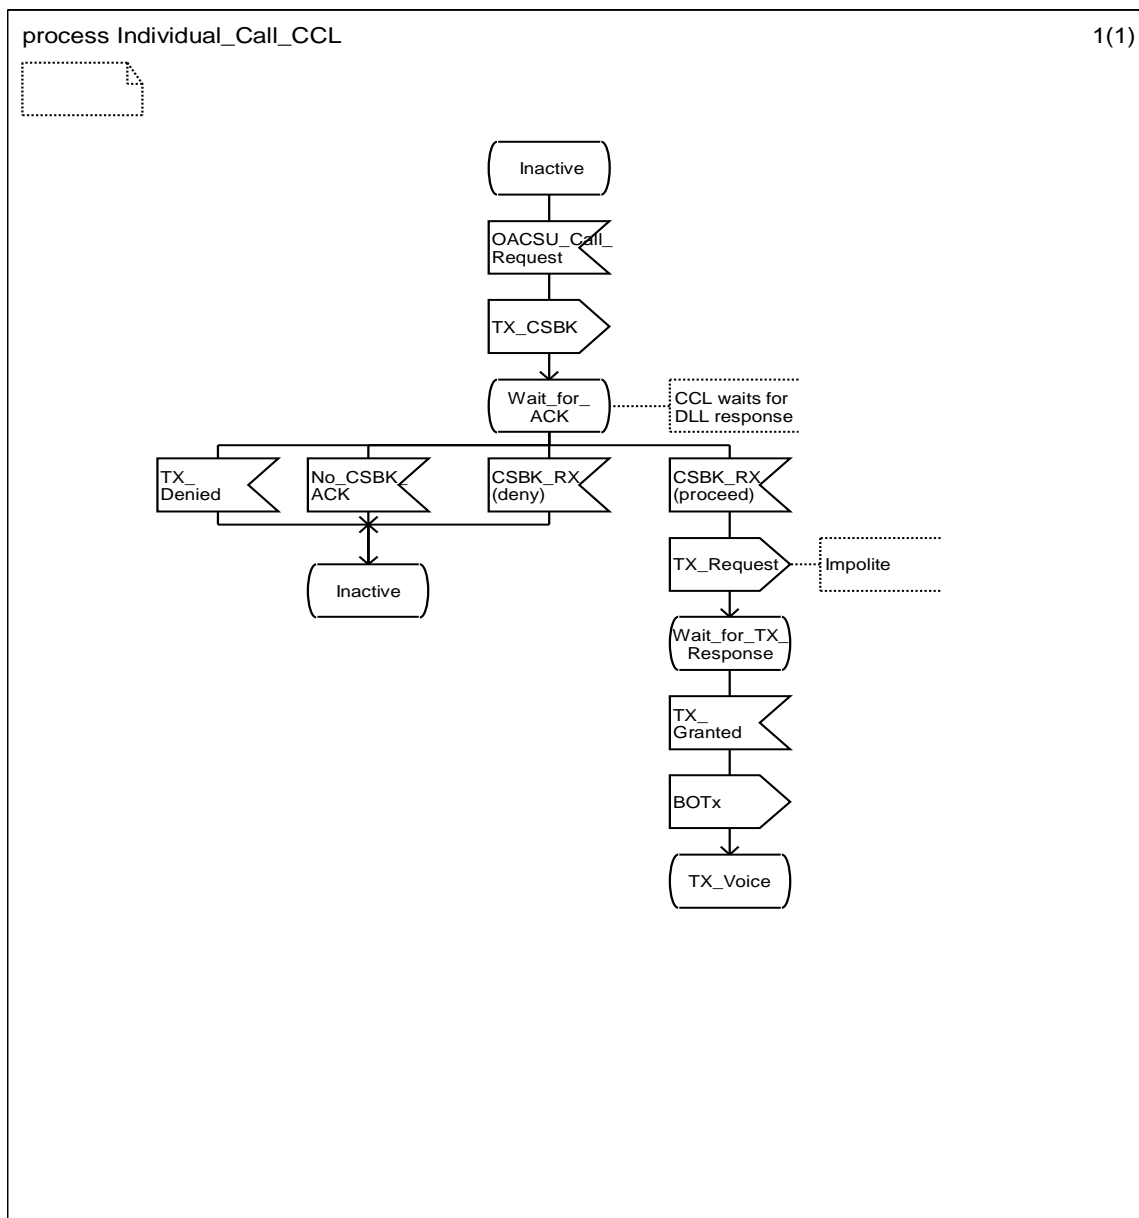 process Individual_Call_CCL
1(1)
Inactive
OACSU_Call_
Request
TX_CSBK
Wait_for_
ACK
CCL waits for
DLL response
TX_
Denied
No_CSBK_
ACK
CSBK_RX
(deny)
CSBK_RX
(proceed)
TX_Request
Impolite
Inactive
Wait_for_TX_
Response
TX_
Granted
BOTx
TX_Voice